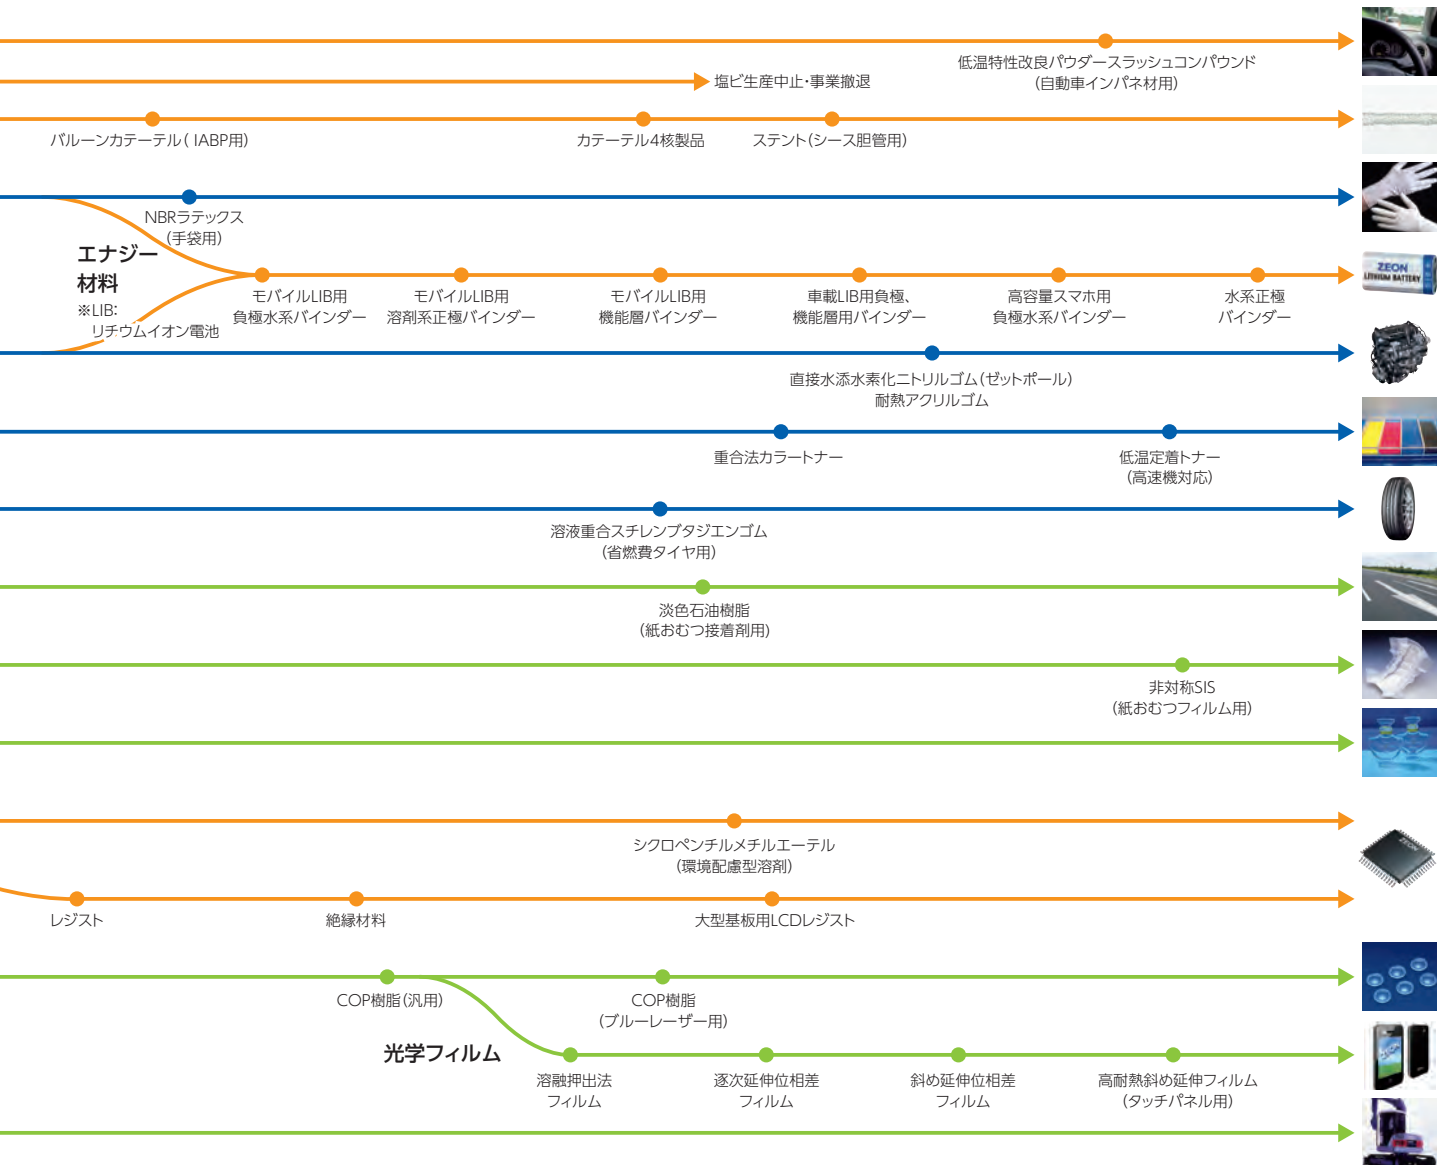 低温特性改良パウダースラッシュコンパウンド
(自動車インパネ材用)
塩ビ生産中止・事業撤退
バルーンカテーテル( IABP用)
カテーテル4核製品
ステント(シース胆管用)
NBRラテックス
(手袋用)
エナジー
材料
※LIB:
リチウムイオン電池
モバイルLIB用
負極水系バインダー
モバイルLIB用
溶剤系正極バインダー
モバイルLIB用
機能層バインダー
車載LIB用負極、
機能層用バインダー
高容量スマホ用
負極水系バインダー
水系正極
バインダー
ZEON
LITHIUM BATTERY
直接水添水素化ニトリルゴム(ゼットポール)
耐熱アクリルゴム
重合法カラートナー
低温定着トナー
(高速機対応)
溶液重合スチレンブタジエンゴム
(省燃費タイヤ用)
淡色石油樹脂
(紙おむつ接着剤用)
非対称SIS
(紙おむつフィルム用)
シクロペンチルメチルエーテル
(環境配慮型溶剤)
ZEON
レジスト
絶縁材料
大型基板用LCDレジスト
COP樹脂(汎用)
COP樹脂
(ブルーレーザー用)
光学フィルム
溶融押出法
フィルム
逐次延伸位相差
フィルム
斜め延伸位相差
フィルム
高耐熱斜め延伸フィルム
(タッチパネル用)
ZEON